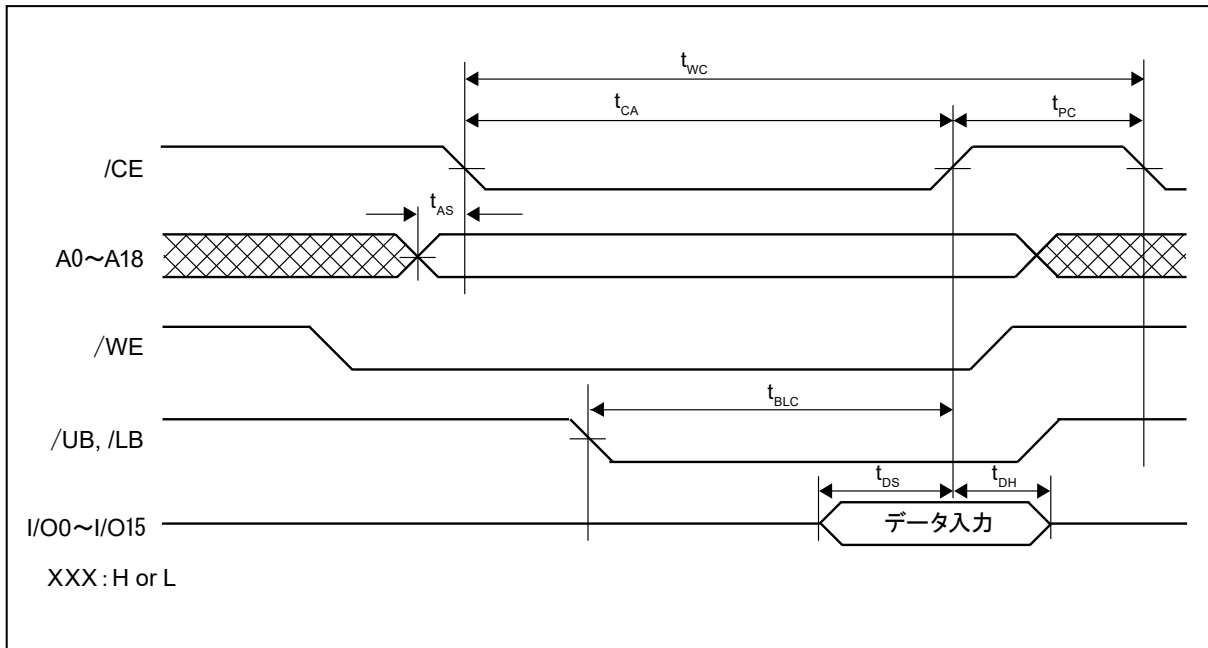 tWC
tCA
tPC
/CE
tAS
A0～A18
/WE
tBLC
/UB, /LB
tDS
tDH
I/O0～I/O15
データ入力
XXX : H or L